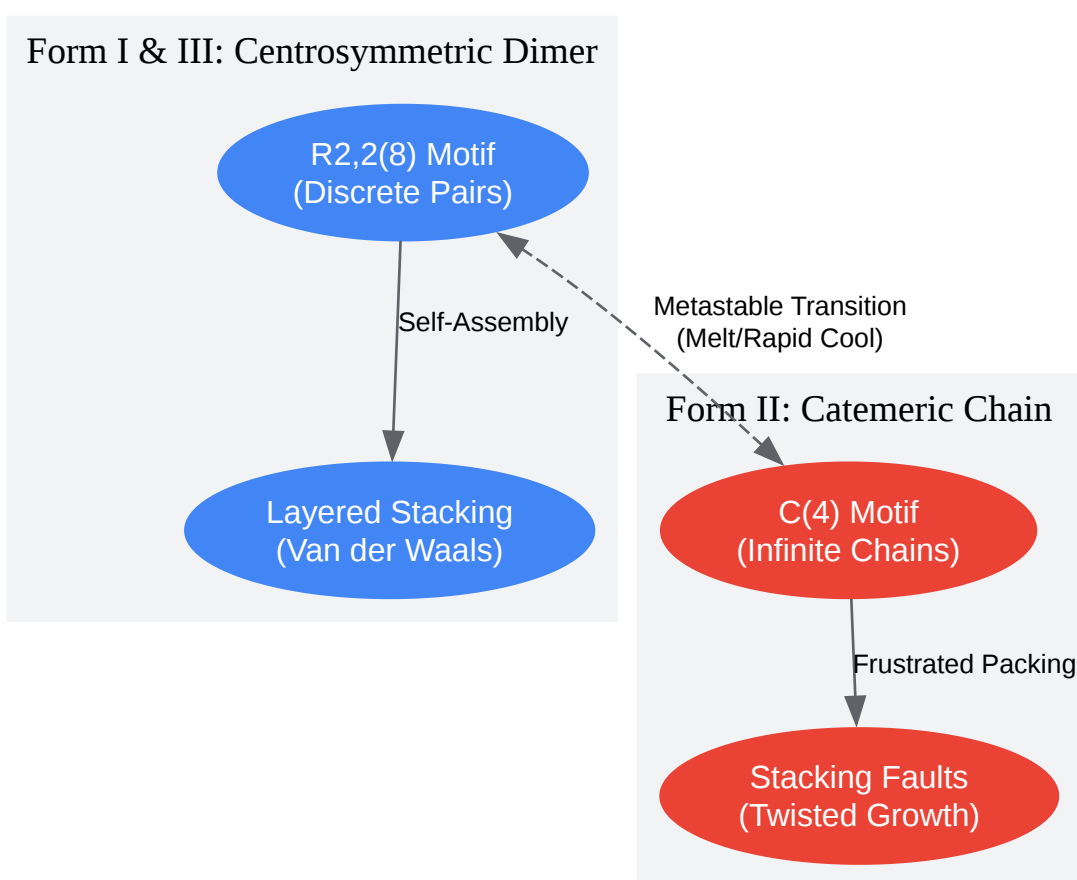 Form I & III: Centrosymmetric Dimer
R2,2(8) Motif
(Discrete Pairs)
Self-Assembly
Layered Stacking
(Van der Waals)
Metastable Transition
(Melt/Rapid Cool)
Form II: Catemeric Chain
C(4) Motif
(Infinite Chains)
Frustrated Packing
Stacking Faults
(Twisted Growth)